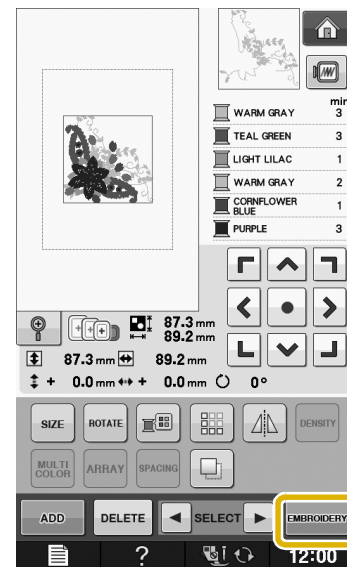 min
WARM GRAY 3
TEAL GREEN 3
LIGHT LILAC 1
WARM GRAY 2
CORNFLOWER
BLUE 1
PURPLE 3
87.3 mm
89.2 mm
87.3 mm 89.2 mm
+ 0.0 mm + 0.0 mm 0°
SIZE ROTATE DENSITY
MULTI
COLOR ARRAY SPACING
ADD DELETE SELECT EMBROIDERY
? 12:00